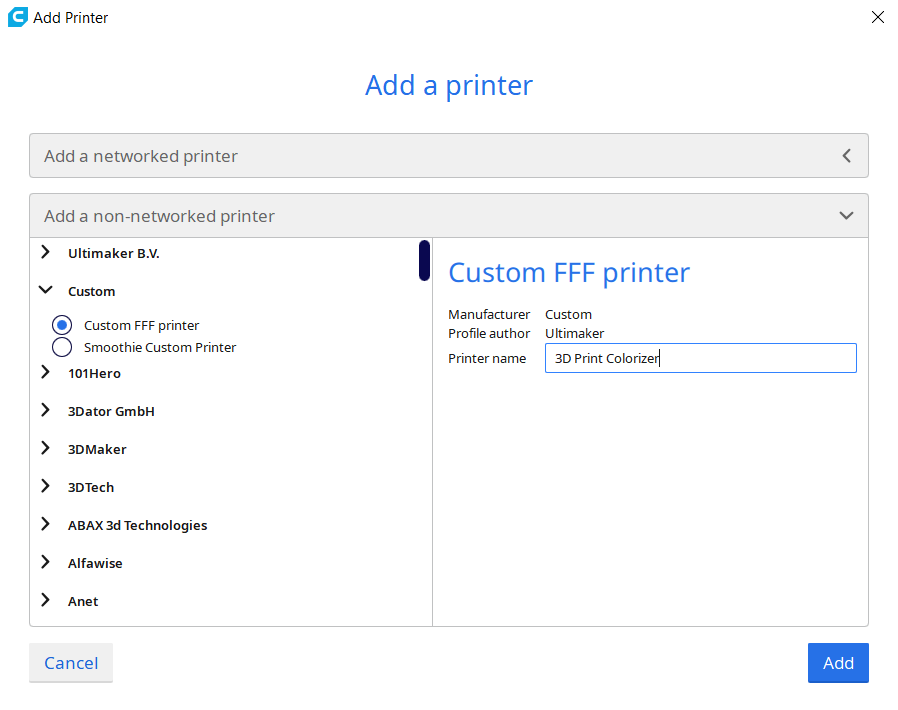 Add Printer
Add a printer
Add a networked printer
Add a non-networked printer
Ultimaker B.V.
Custom
Custom FFF printer
Smoothie Custom Printer
101Hero
3Dator GmbH
3DMaker
3DTech
ABAX 3d Technologies
Alfawise
Anet
Custom FFF printer
Manufacturer Custom
Profile author Ultimaker
Printer name 3D Print Colorizer
Cancel
Add